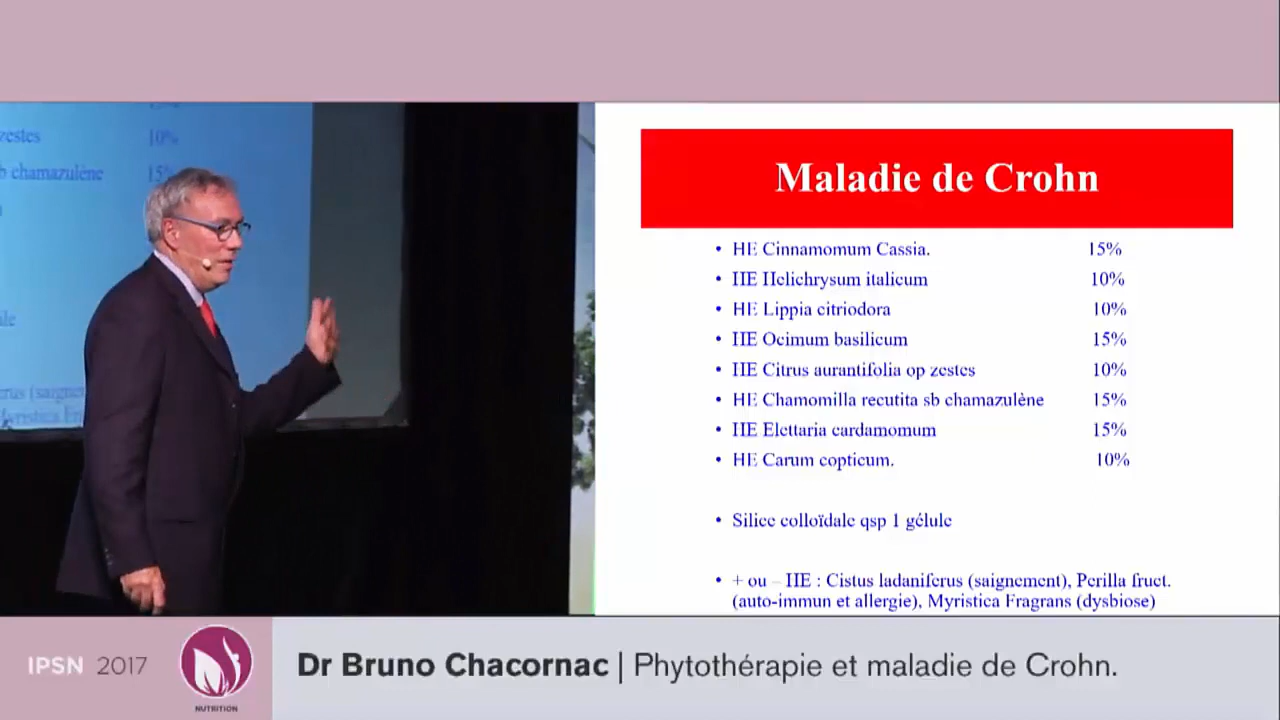 zestes 10%
sb chamazulène 15%
Maladie de Crohn
• HE Cinnamomum Cassia. 15%
• HE Helichrysum italicum 10%
• HE Lippia citriodora 10%
• HE Ocimum basilicum 15%
• HE Citrus aurantifolia op zestes 10%
• HE Chamomilla recutita sb chamazulène 15%
• HE Elettaria cardamomum 15%
• HE Carum copticum. 10%
• Silice colloïdale qsp 1 gélule
• + ou – HE : Cistus ladaniferus (saignement), Perilla fruct.
(auto-immun et allergie), Myristica Fragrans (dysbiose)
IPSN 2017
NUTRITION
Dr Bruno Chacornac | Phytothérapie et maladie de Crohn.